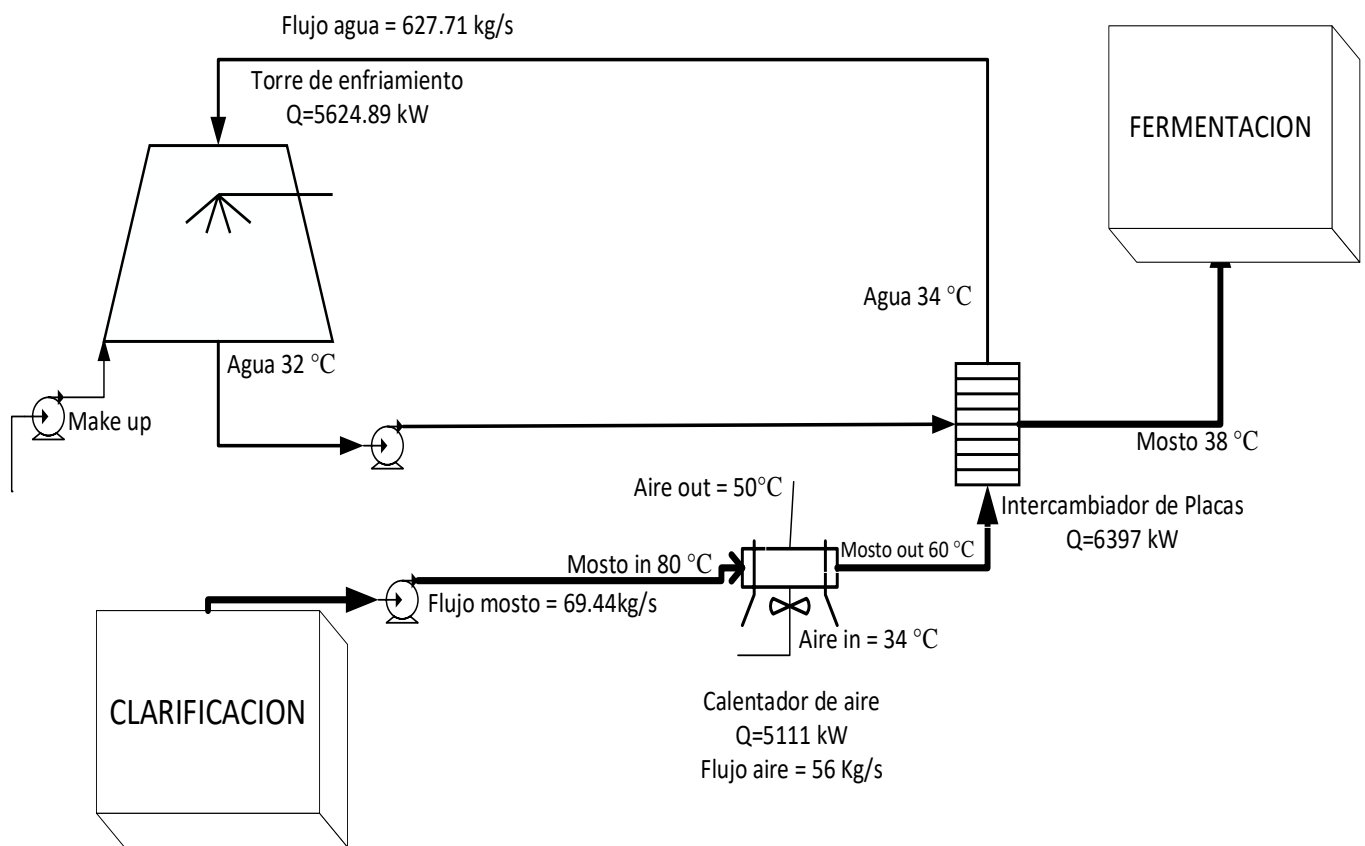 Flujo agua = 627.71 kg/s
Torre de enfriamiento
Q=5624.89 kW
FERMENTACION
Agua 34 °C
Agua 32 °C
Make up
Mosto 38 °C
Aire out = 50°C
Intercambiador de Placas
Q=6397 kW
Mosto in 80 °C
Mosto out 60 °C
Flujo mosto = 69.44kg/s
Aire in = 34 °C
CLARIFICACION
Calentador de aire
Q=5111 kW
Flujo aire = 56 Kg/s